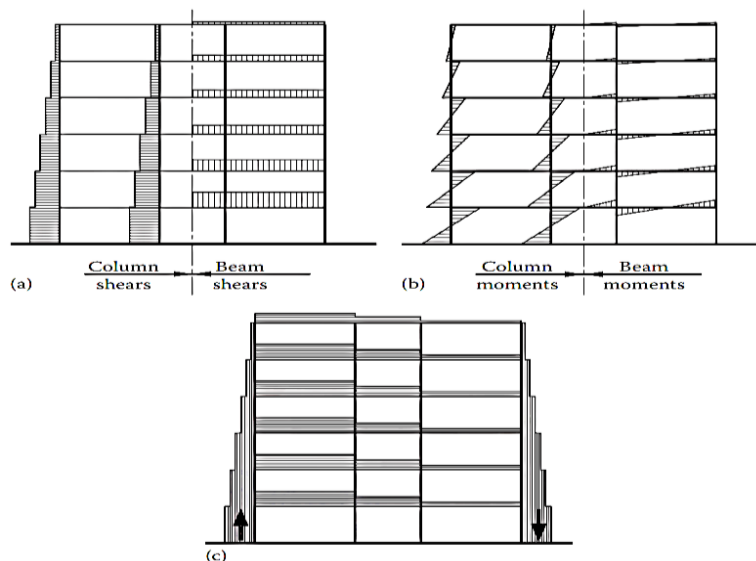 Column Beam
shears shears
(a)
Column Beam
moments moments
(b)
(c)